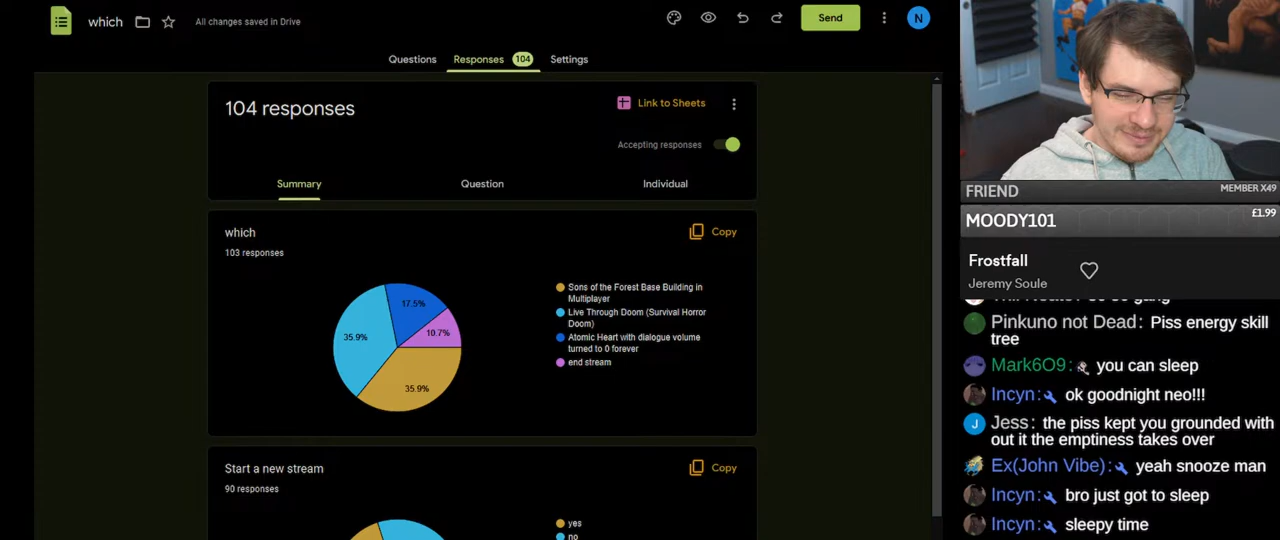 which
All changes saved in Drive
Send
N
Questions
Responses
104
Settings
104 responses
Link to Sheets
Accepting responses
Summary
Question
Individual
which
Copy
103 responses
17.5%
10.7%
35.9%
35.9%
Sons of the Forest Base Building in
Multiplayer
Live Through Doom (Survival Horror
Doom)
Atomic Heart with dialogue volume
turned to 0 forever
end stream
Start a new stream
Copy
90 responses
yes
no
FRIEND
MEMBER X49
MOODY101
£1.99
Frostfall
Jeremy Soule
Pinkuno not Dead: Piss energy skill
tree
Mark6O9: you can sleep
Incyn: ok goodnight neo!!!
J
Jess: the piss kept you grounded with
out it the emptiness takes over
Ex(John Vibe): yeah snooze man
Incyn: bro just got to sleep
Incyn: sleepy time